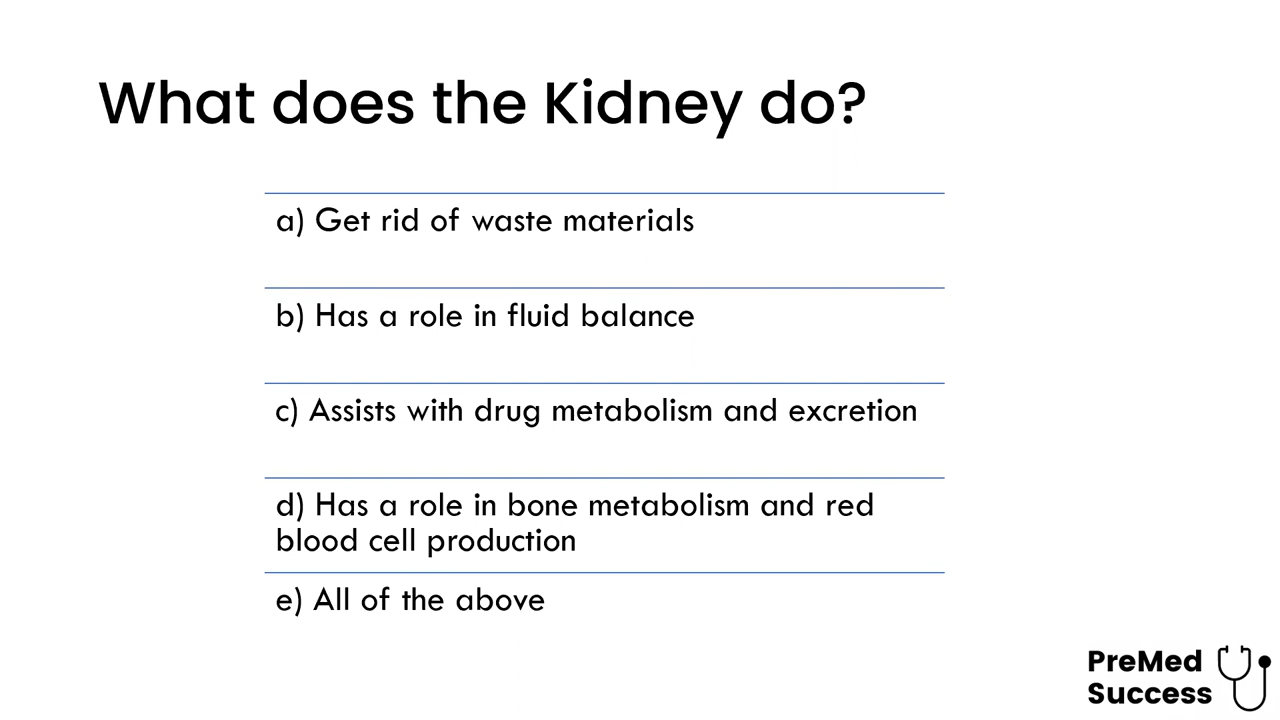 What does the Kidney do?
a) Get rid of waste materials
b) Has a role in fluid balance
c) Assists with drug metabolism and excretion
d) Has a role in bone metabolism and red
blood cell production
e) All of the above
PreMed
Success